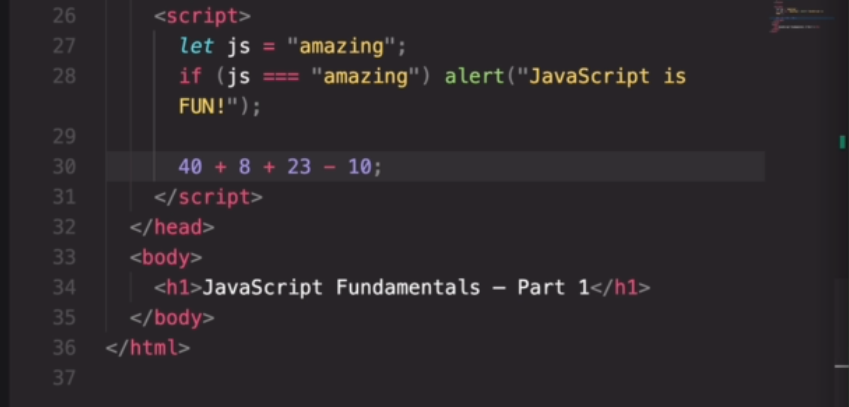 26 <script>
27 let js = "amazing";
28 if (js === "amazing") alert("JavaScript is
FUN!");
29
30 40 + 8 + 23 − 10;
31 </script>
32 </head>
33 <body>
34 <h1>JavaScript Fundamentals – Part 1</h1>
35 </body>
36 </html>
37